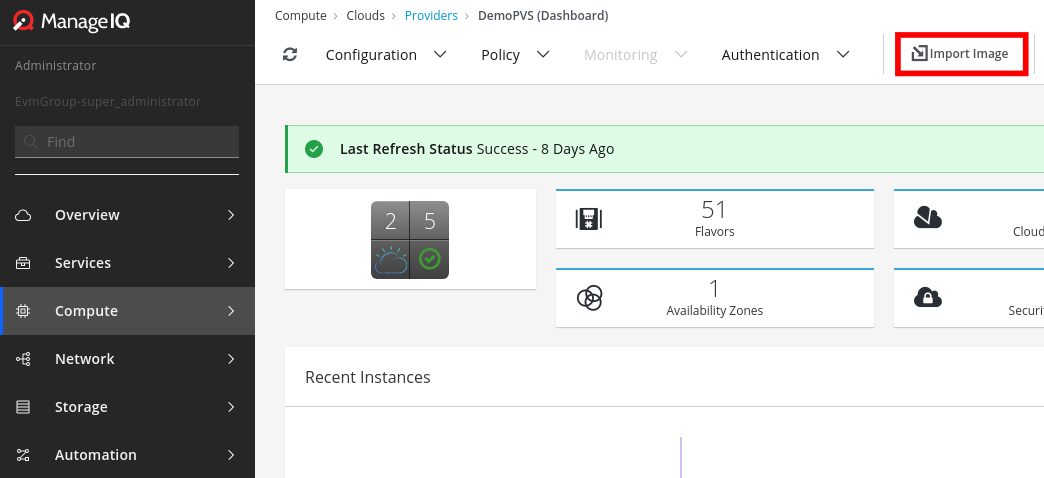 ManageIQ
Administrator
EvmGroup-super_administrator
Find
Overview
Services
Compute
Network
Storage
Automation
Compute > Clouds > Providers > DemoPVS (Dashboard)
Configuration Policy Monitoring Authentication Import Image
Last Refresh Status Success - 8 Days Ago
2 5
51
Flavors
Cloud
1
Availability Zones
Securi
Recent Instances